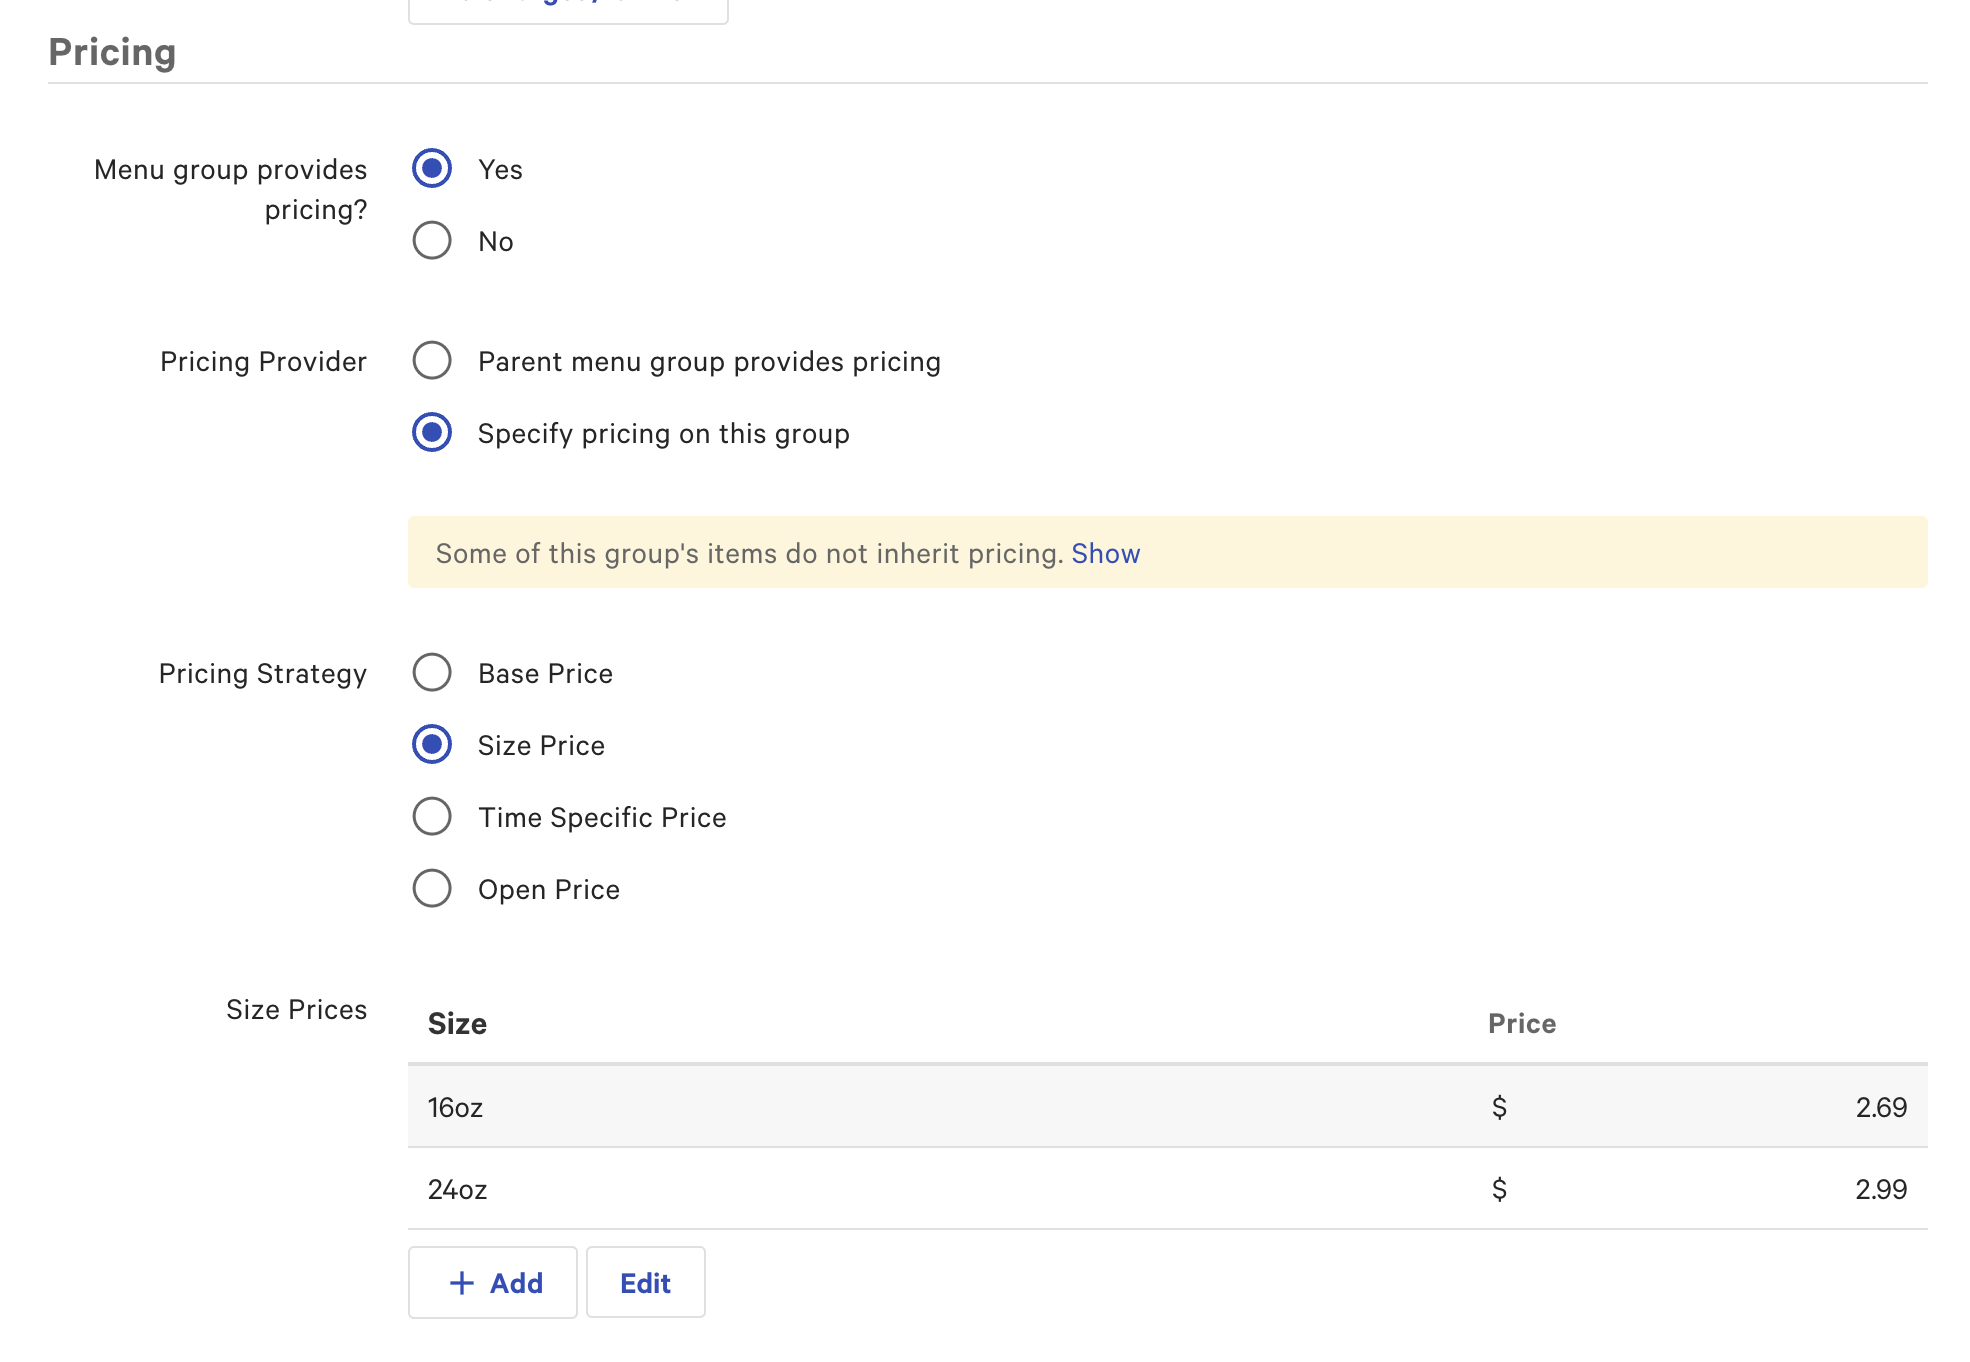 Pricing
Menu group provides
pricing?
Yes
No
Pricing Provider
Parent menu group provides pricing
Specify pricing on this group
Some of this group's items do not inherit pricing. Show
Pricing Strategy
Base Price
Size Price
Time Specific Price
Open Price
Size Prices
Size Price
16oz $ 2.69
24oz $ 2.99
+ Add Edit